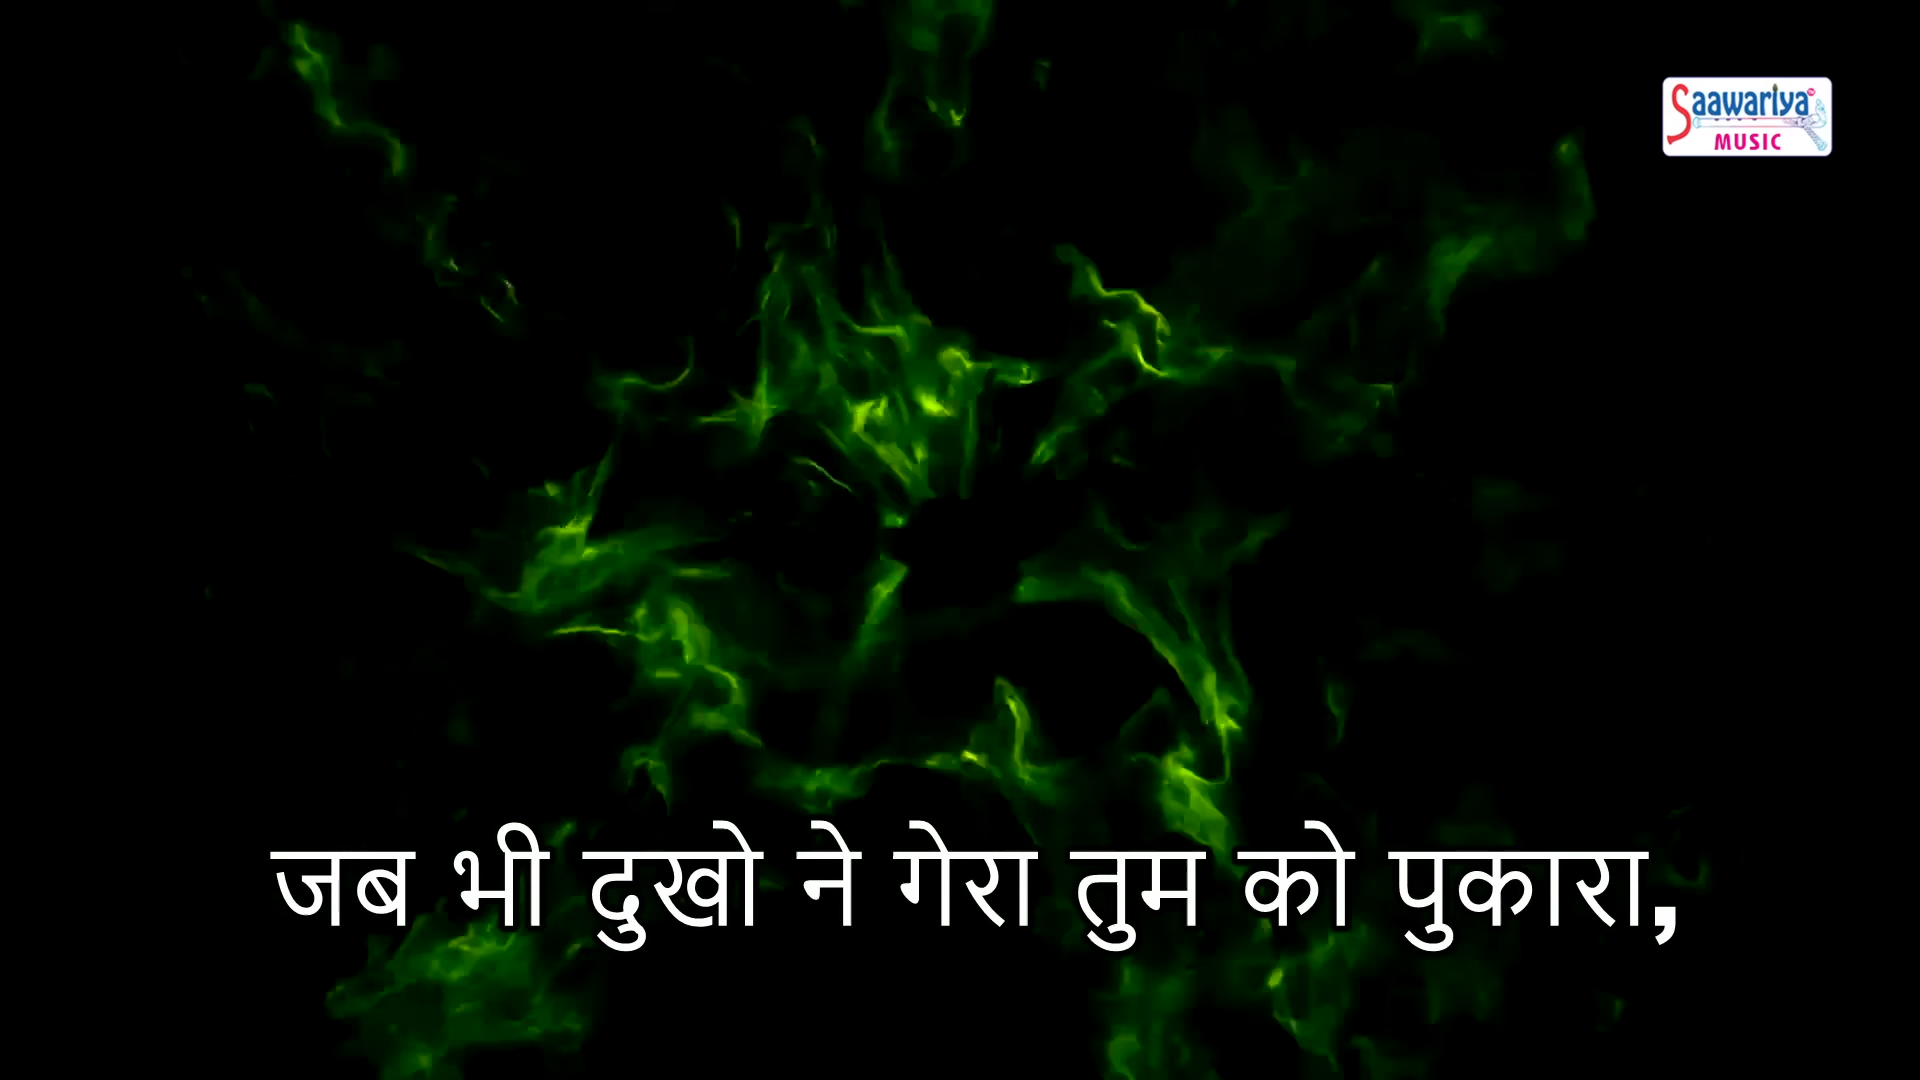 Saawariya
MUSIC
जब भी दुखो ने गेरा तुम को पुकारा,